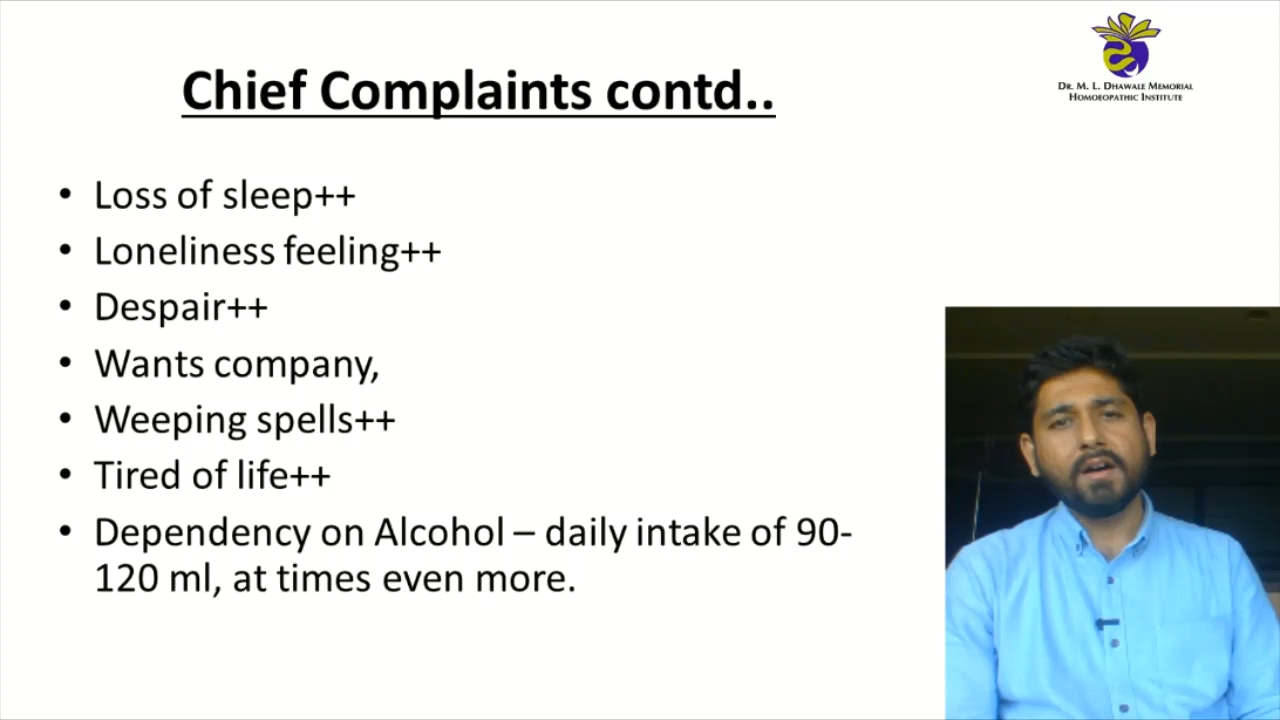 DR. M. L. DHAWALE MEMORIAL
HOMOEOPATHIC INSTITUTE
Chief Complaints contd..
• Loss of sleep++
• Loneliness feeling++
• Despair++
• Wants company,
• Weeping spells++
• Tired of life++
• Dependency on Alcohol – daily intake of 90-
120 ml, at times even more.